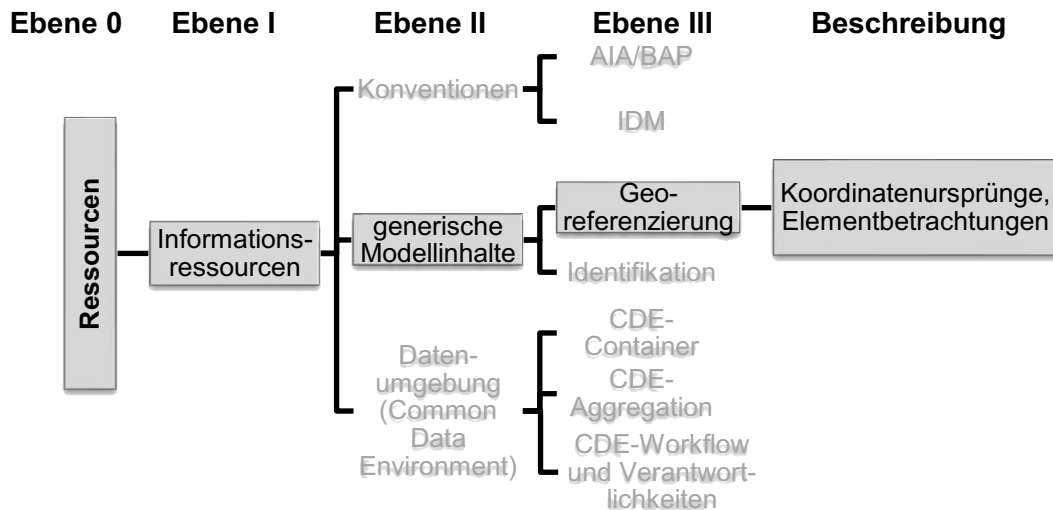 Ebene 0
Ebene I
Ebene II
Ebene III
Beschreibung
Ressourcen
Informations-
ressourcen
Konventionen
AIA/BAP
IDM
generische
Modellinhalte
Geo-
referenzierung
Koordinatenursprünge,
Elementbetrachtungen
Identifikation
Daten-
umgebung
(Common
Data
Environment)
CDE-
Container
CDE-
Aggregation
CDE-Workflow
und Verantwort-
lichkeiten